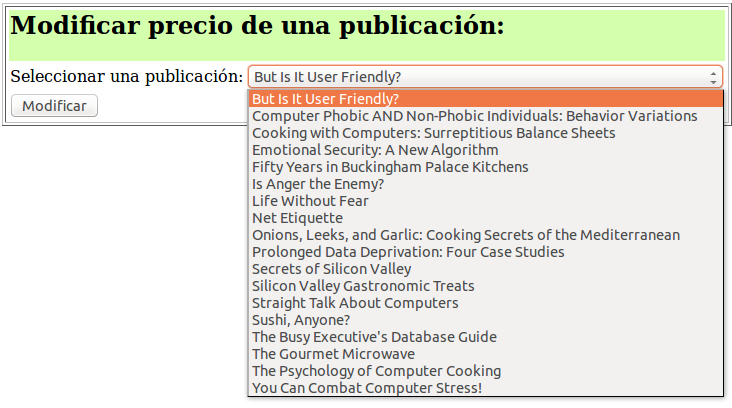 Modificar precio de una publicación:
Seleccionar una publicación: But Is It User Friendly?
Modificar
But Is It User Friendly?
Computer Phobic AND Non-Phobic Individuals: Behavior Variations
Cooking with Computers: Surreptitious Balance Sheets
Emotional Security: A New Algorithm
Fifty Years in Buckingham Palace Kitchens
Is Anger the Enemy?
Life Without Fear
Net Etiquette
Onions, Leeks, and Garlic: Cooking Secrets of the Mediterranean
Prolonged Data Deprivation: Four Case Studies
Secrets of Silicon Valley
Silicon Valley Gastronomic Treats
Straight Talk About Computers
Sushi, Anyone?
The Busy Executive's Database Guide
The Gourmet Microwave
The Psychology of Computer Cooking
You Can Combat Computer Stress!